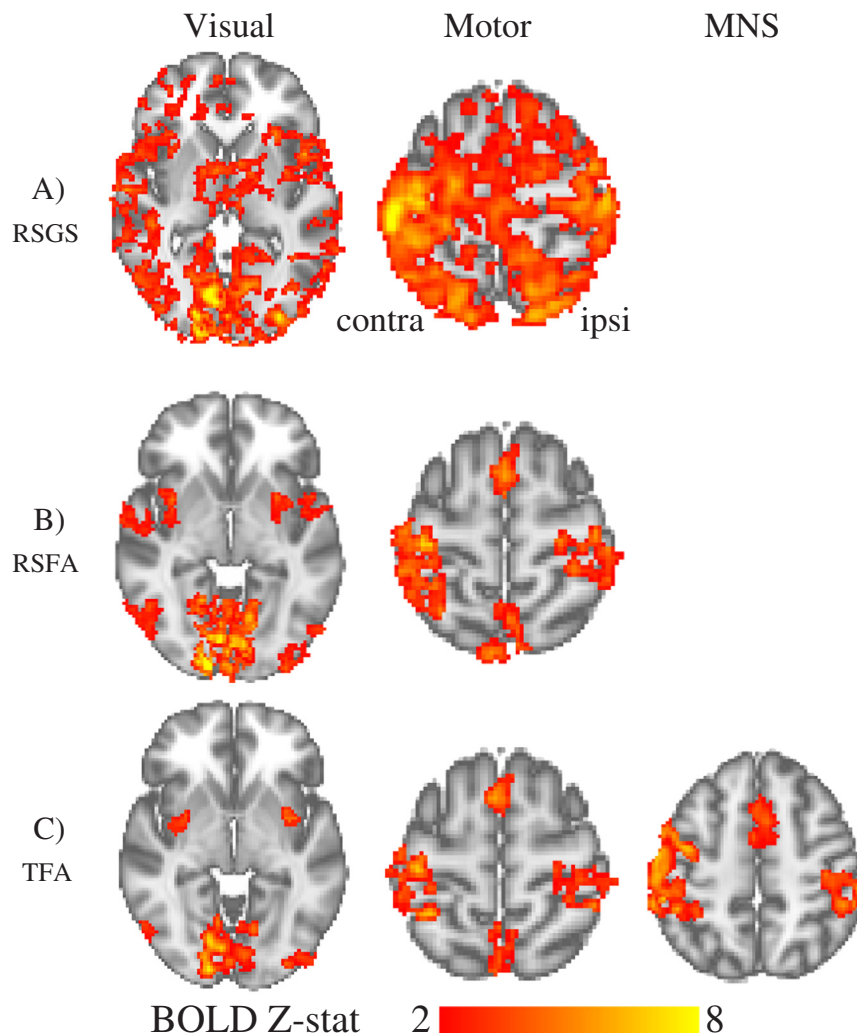 Visual Motor MNS
A)
RSGS
contra ipsi
B)
RSFA
C)
TFA
BOLD Z-stat 2 8